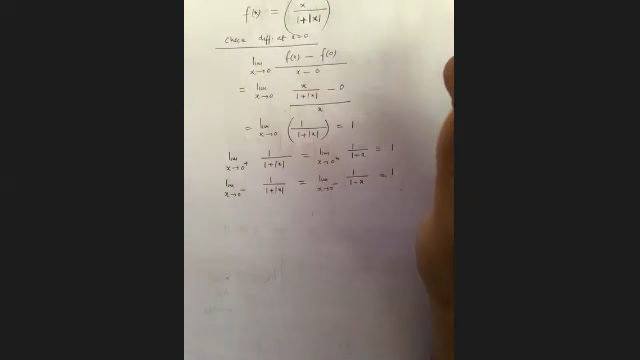 f(x) = (x / 1+|x|)
Check diff. at x=0
lim x→0 f(x) - f(0) / x - 0
= lim x→0 x / 1+|x| - 0 / x
= lim x→0 (1 / 1+|x|) = 1
lim x→0+ 1 / 1+|x| = lim x→0+ 1 / 1+x = 1
lim x→0- 1 / 1+|x| = lim x→0- 1 / 1-x = 1